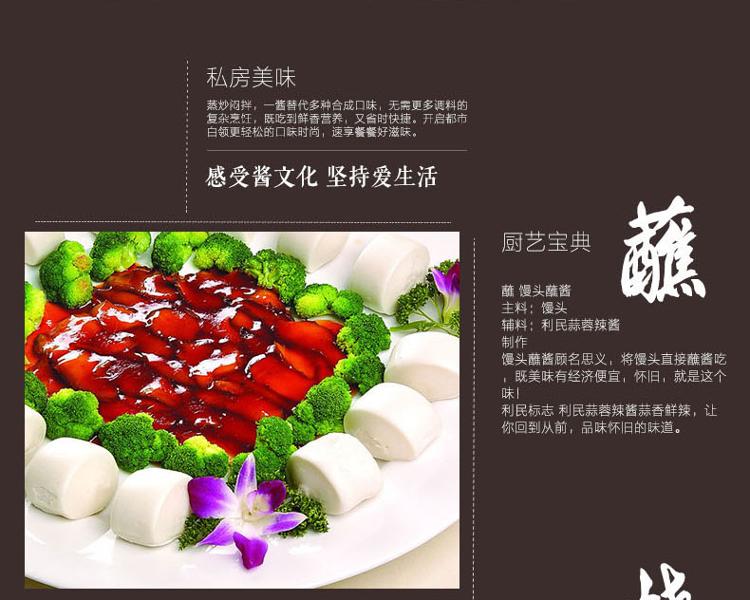 私房美味
蒸炒闷拌，一酱替代多种合成口味，无需更多调料的
复杂烹饪，既吃到鲜香营养，又省时快捷。开启都市
白领更轻松的口味时尚，速享餐餐好滋味。
感受酱文化 坚持爱生活
厨艺宝典
蘸
蘸 馒头蘸酱
主料：馒头
辅料：利民蒜蓉辣酱
制作
馒头蘸酱顾名思义，将馒头直接蘸酱吃
，既美味有经济便宜，怀旧，就是这个
味！
利民标志 利民蒜蓉辣酱蒜香鲜辣，让
你回到从前，品味怀旧的味道。